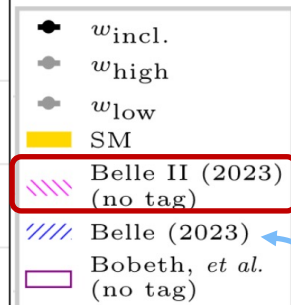 w_incl.
w_high
w_low
SM
Belle II (2023)
(no tag)
Belle (2023)
Bobeth, et al.
(no tag)